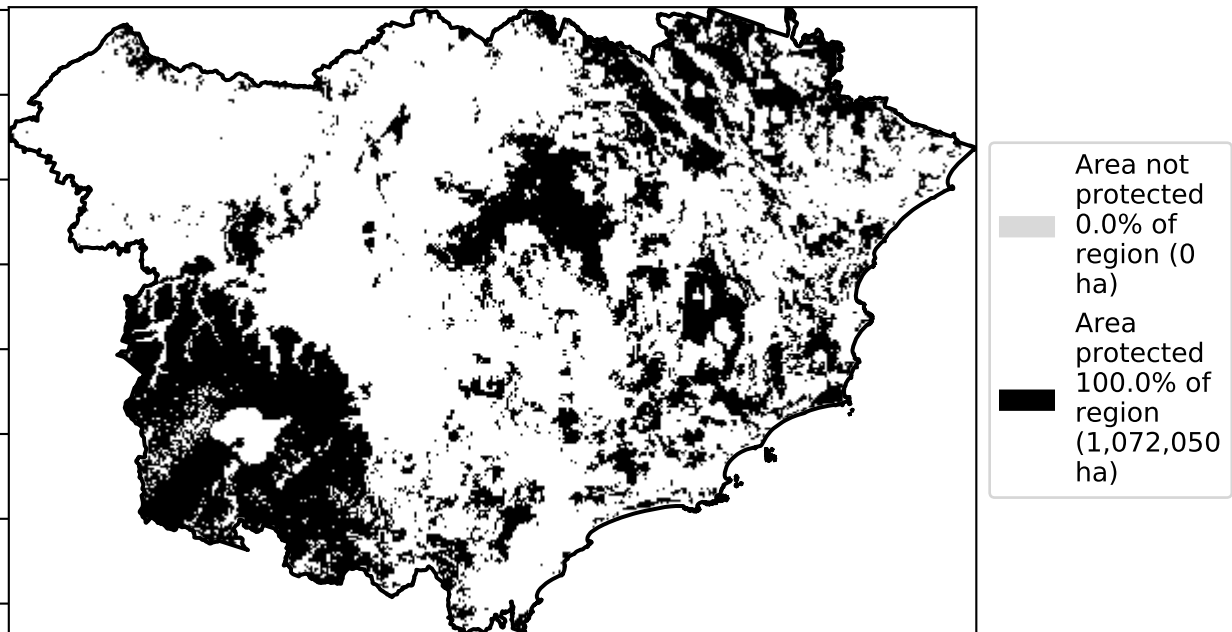 Area not
protected
0.0% of
region (0
ha)
Area
protected
100.0% of
region
(1,072,050
ha)